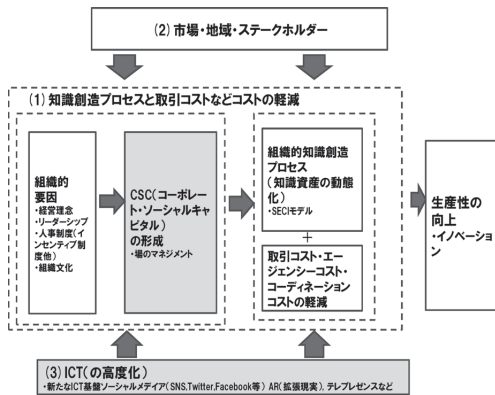 (2) 市場・地域・ステークホルダー
(1) 知識創造プロセスと取引コストなどコストの軽減
組織的
要因
・経営理念
・リーダーシップ
・人事制度(イ
ンセンティブ制
度他)
・組織文化
CSC(コーポレー
ト・ソーシャルキャ
ピタル)
の形成
・場のマネジメント
組織的知識創造
プロセス
(知識資産の動態
化)
・SECIモデル
+
取引コスト・エ
ージェンシーコスト・
コーディネーション
コストの軽減
生産性の
向上
・イノベーショ
ン
(3) ICT(の高度化)
・新たなICT基盤ソーシャルメデイア(SNS,Twitter,Facebook等) AR(拡張現実), テレプレセンスなど